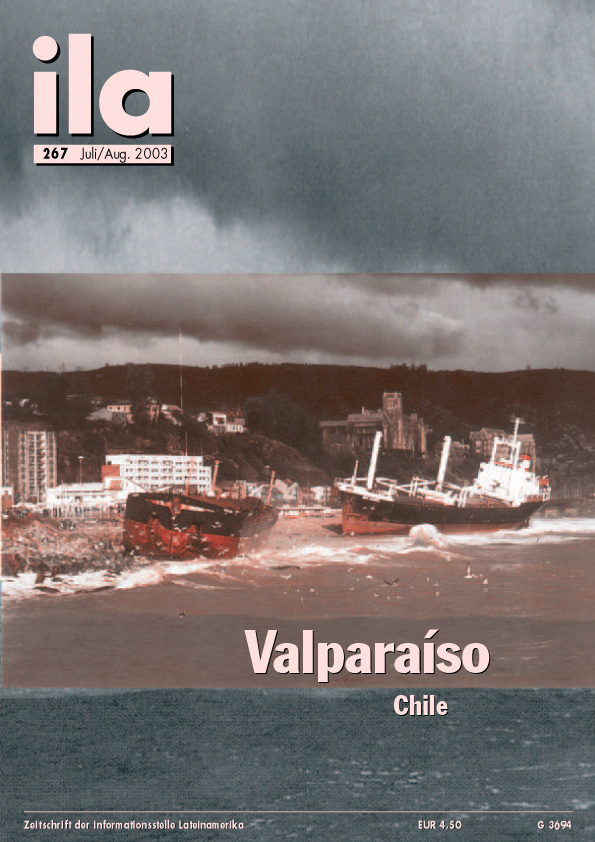 ila
267 Juli/Aug. 2003
Valparaíso
Chile
Zeitschrift der Informationsstelle Lateinamerika EUR 4,50 G 3694